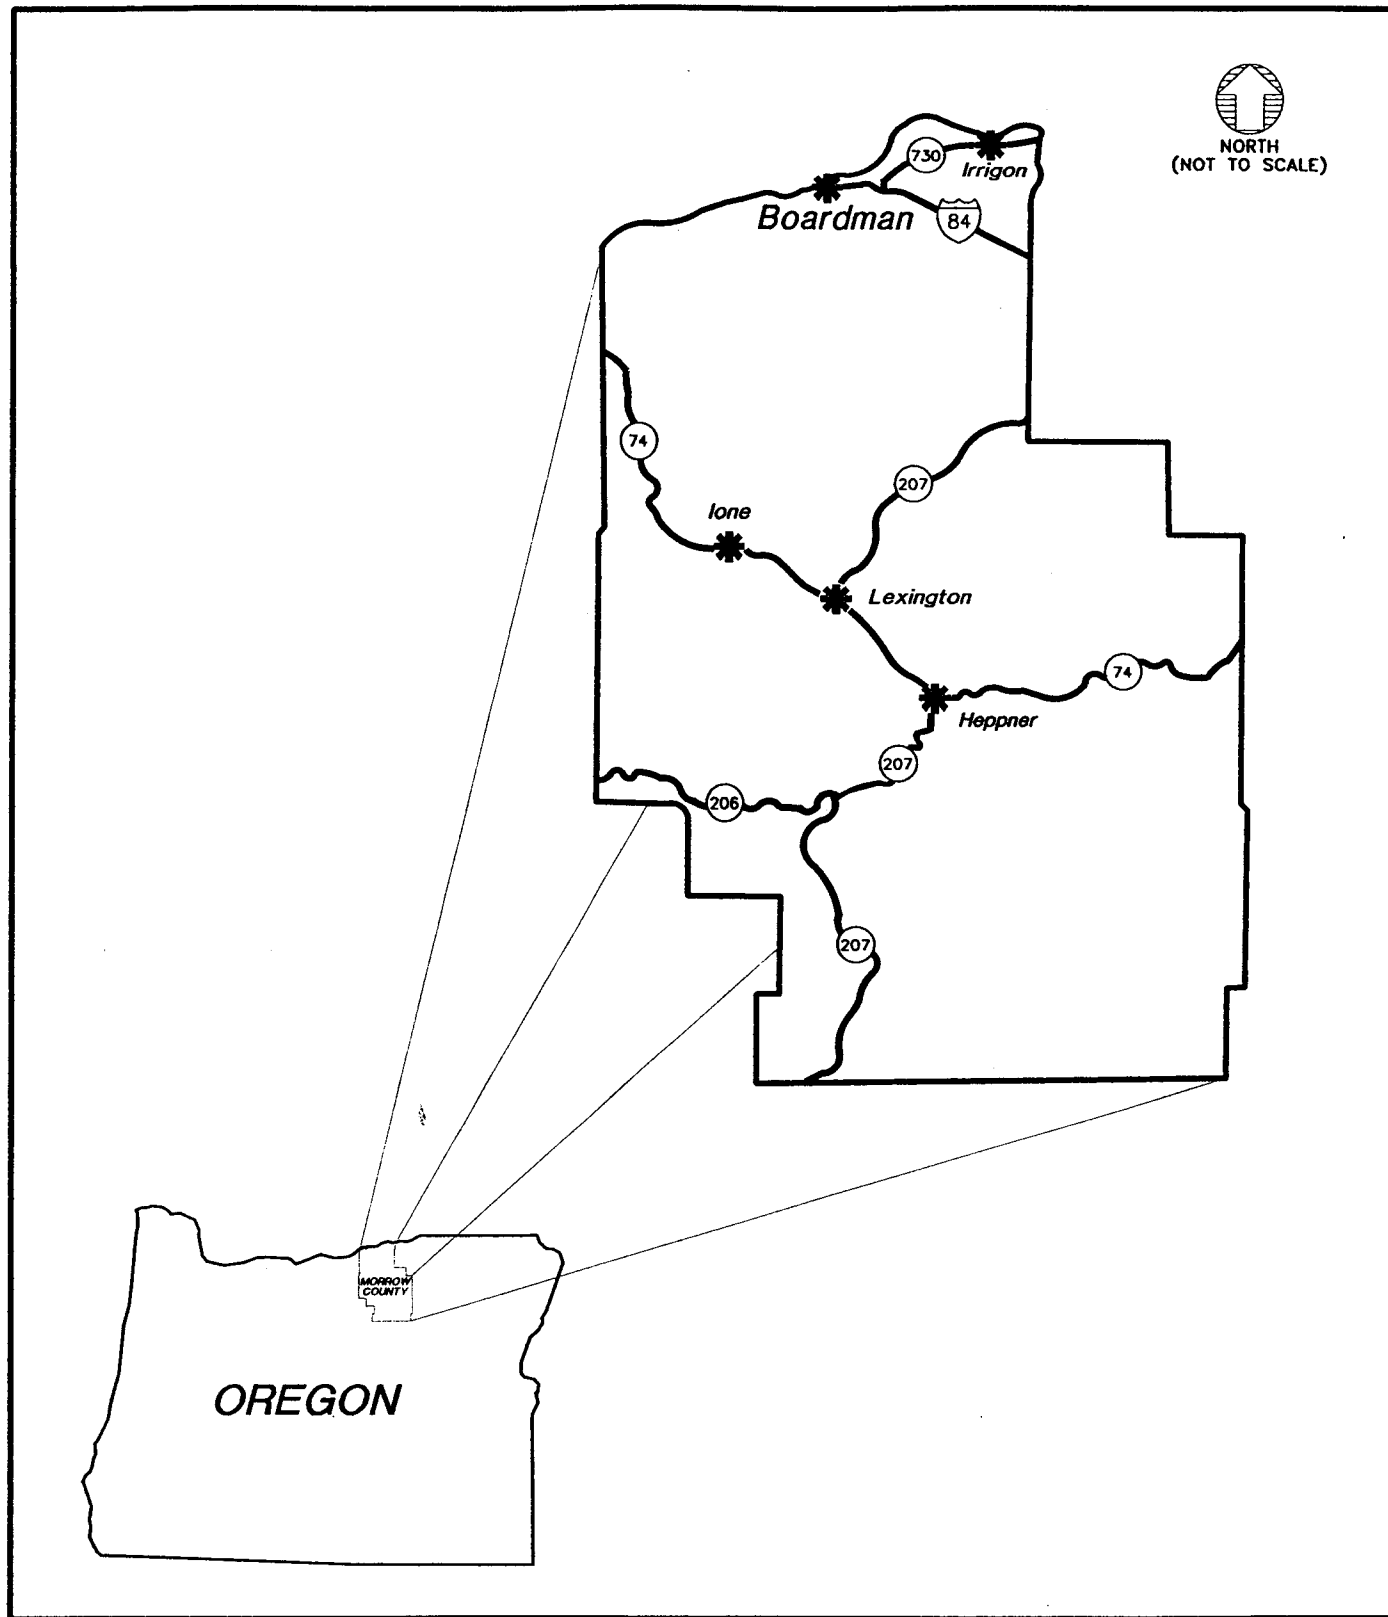 NORTH
(NOT TO SCALE)
730
Irrigon
Boardman
84
74
207
Ione
Lexington
74
Heppner
207
206
207
MORROW
COUNTY
OREGON